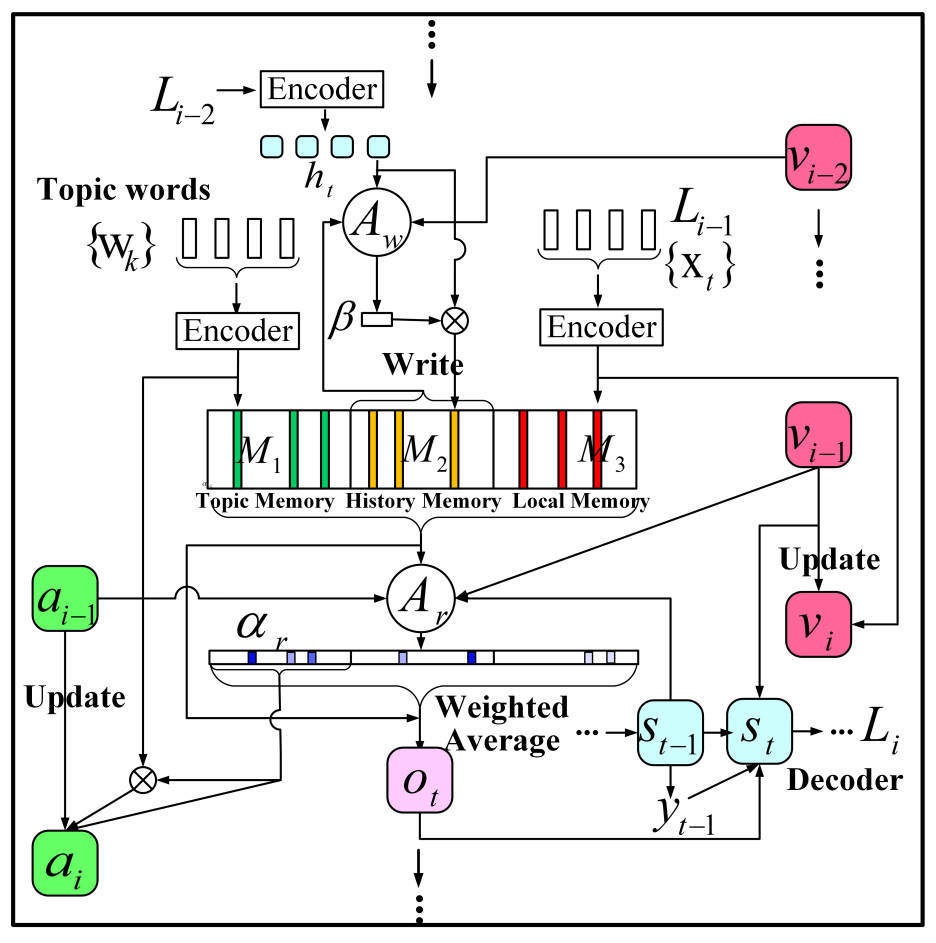 L_{i-2}
Encoder
h_t
v_{i-2}
Topic words
{w_k}
A_w
L_{i-1}
{x_t}
Encoder
β
Encoder
Write
M_1
M_2
M_3
v_{i-1}
Topic Memory
History Memory
Local Memory
a_{i-1}
A_r
Update
v_i
α_r
Update
Weighted
Average
...
s_{t-1}
s_t
... L_i
o_t
Decoder
y_{t-1}
a_i